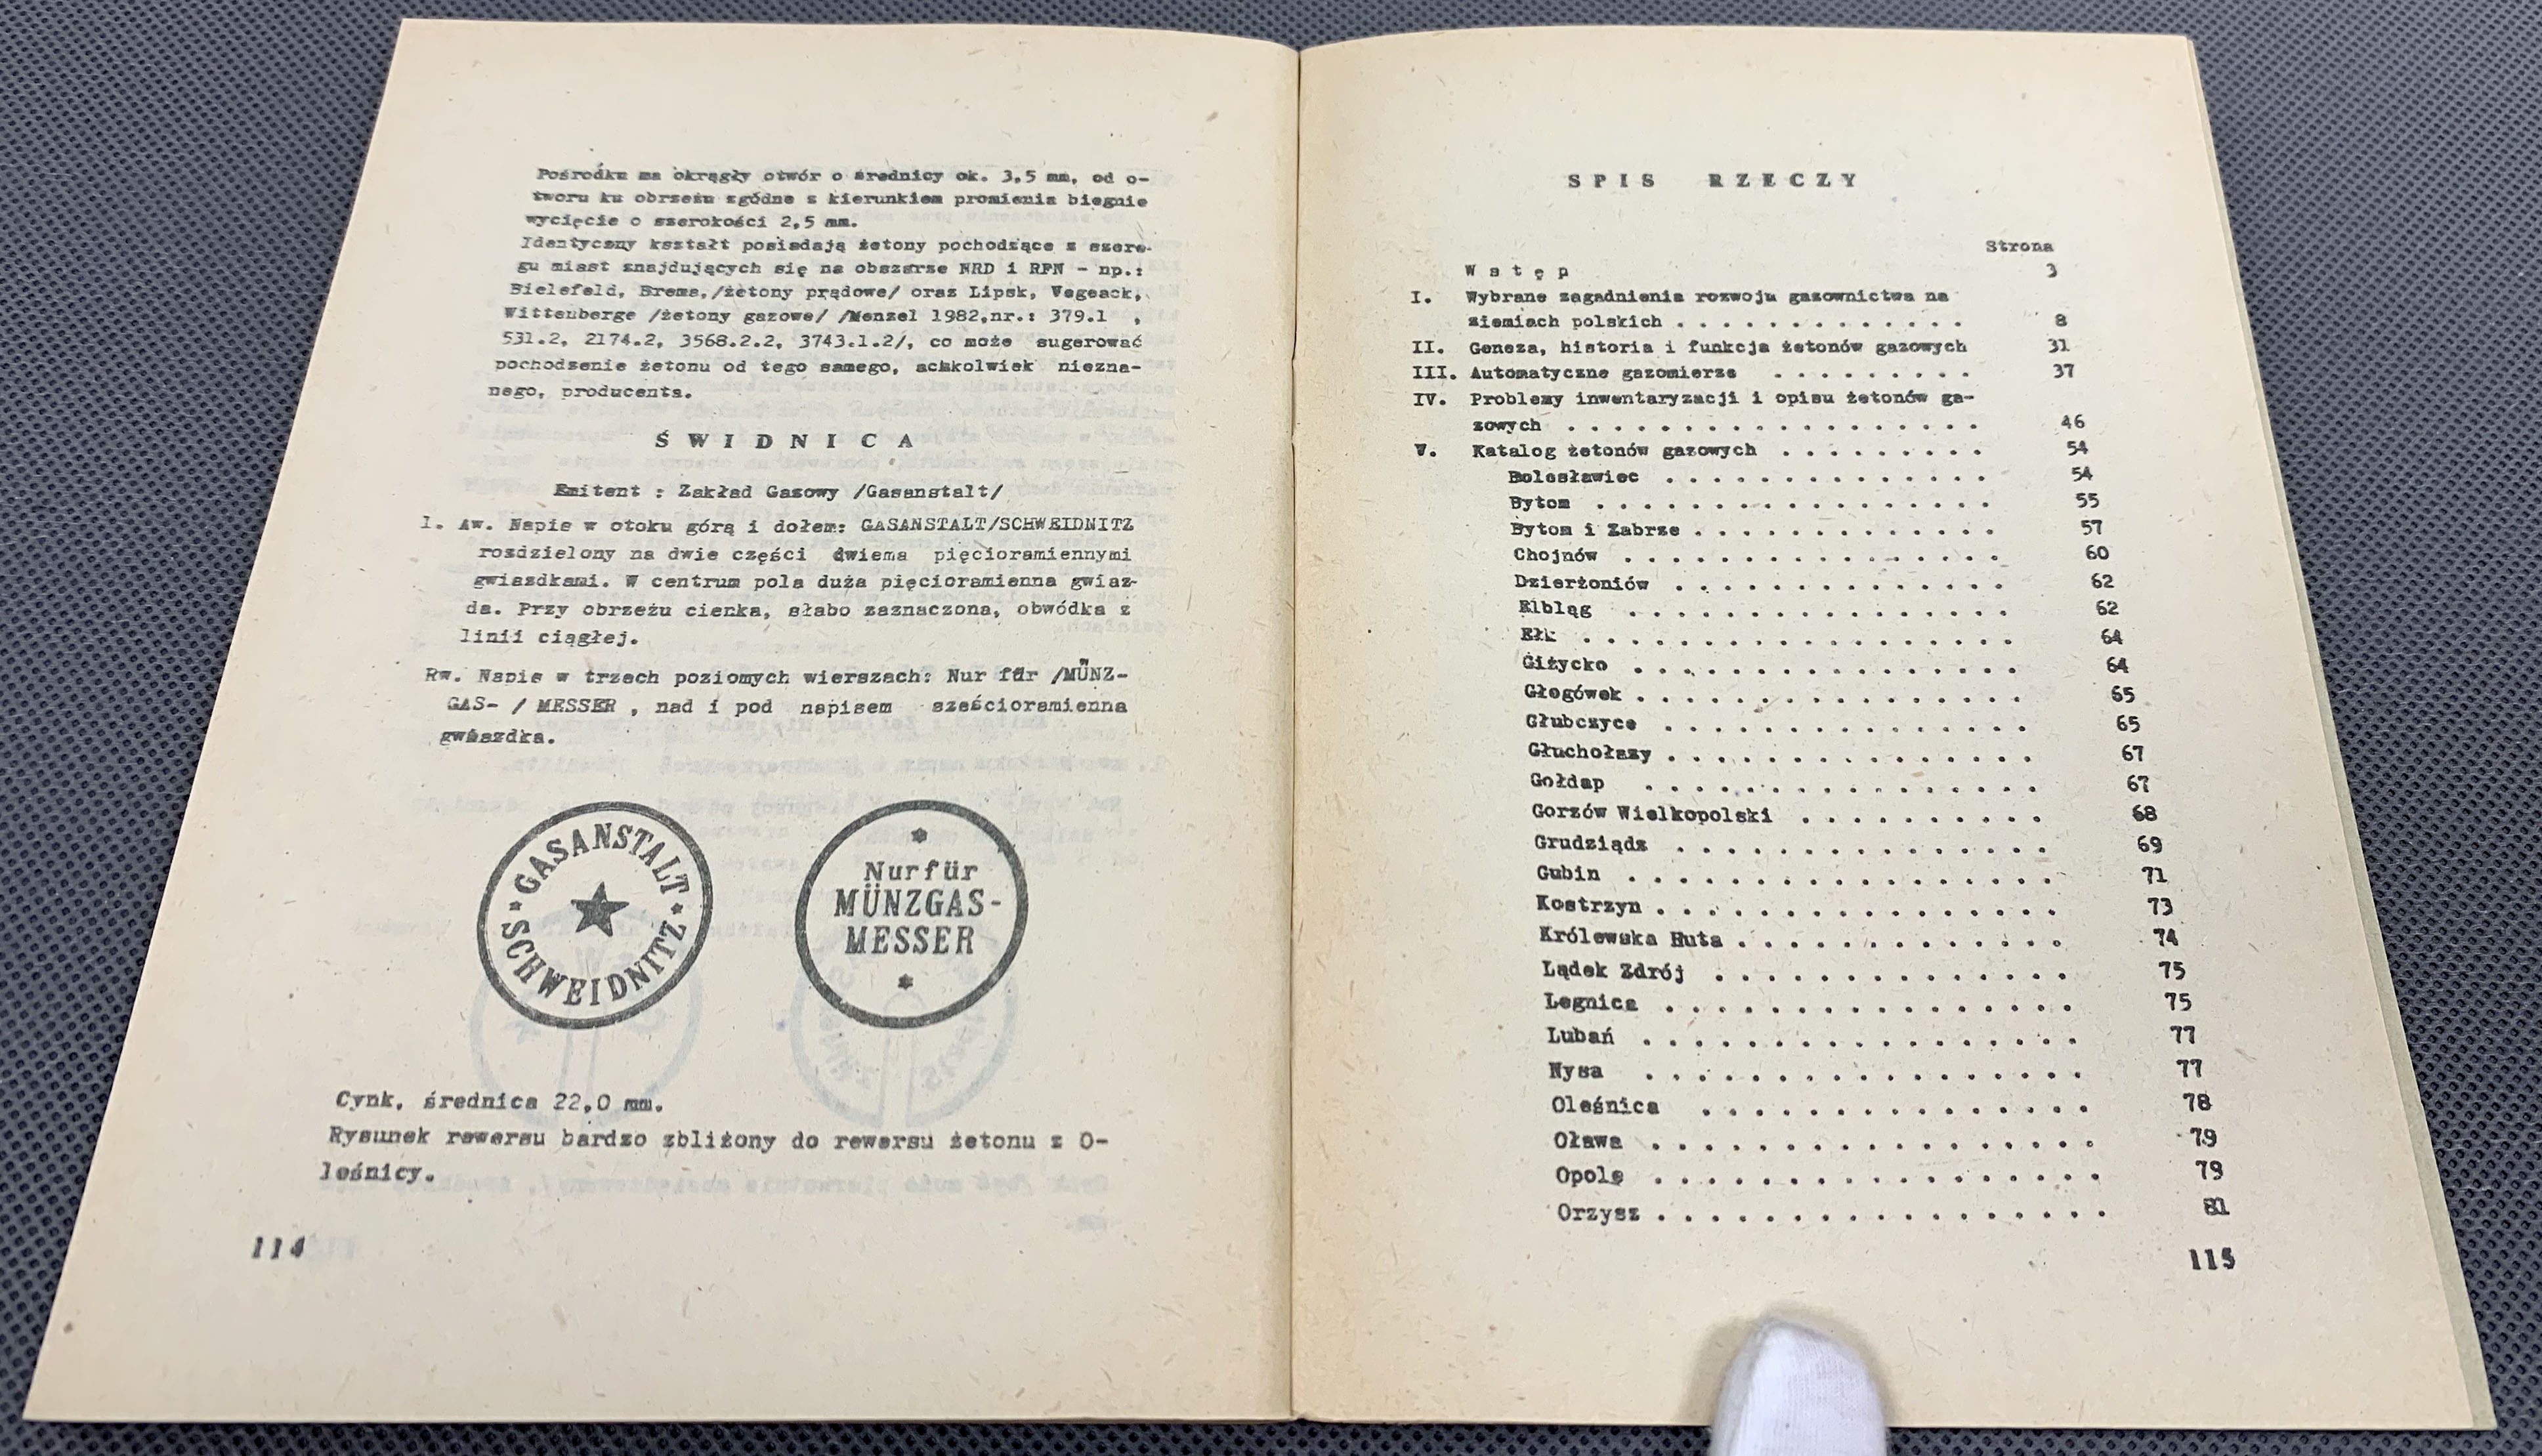 Pośrodku ma okrągły otwór o średnicy ok. 3,5 mm, od o-
tworu ku obrzeżu zgodne z kierunkiem promienia biegnie
wycięcie o szerokości 2,5 mm.
Identyczny kształt posiadają żetony pochodzące z szere-
gu miast znajdujących się na obszarze NRD i RFN - np.:
Bielefeld, Brema,/żetony prądowe/ oraz Lipsk, Vegesack,
Wittenberge /żetony gazowe/ /Menzel 1982,nr.: 379.1 ,
531.2, 2174.2, 3568.2.2, 3743.1.2/, co może sugerować
pochodzenie żetonu od tego samego, aczkolwiek niezna-
nego, producenta.
ŚWIDNICA
Emitent : Zakład Gazowy /Gasanstalt/
1. Aw. Napis w otoku górą i dołem: GASANSTALT/SCHWEIDNITZ
rozdzielony na dwie części dwiema pięcioramiennymi
gwiazdkami. W centrum pola duża pięcioramienna gwiaz-
da. Przy obrzeżu cienka, słabo zaznaczona, obwódka z
linii ciągłej.
Rw. Napis w trzech poziomych wierszach: Nur für /MÜNZ-
GAS- / MESSER , nad i pod napisem sześcioramienna
gwiazdka.
GASANSTALT
SCHWEIDNITZ
Nur für
MÜNZGAS-
MESSER
Cynk, średnica 22,0 mm.
Rysunek rewersu bardzo zbliżony do rewersu żetonu z O-
leśnicy.
114
SPIS RZECZY
Strona
Wstęp 3
I. Wybrane zagadnienia rozwoju gazownictwa na
ziemiach polskich . . . . . . . . . . . . 8
II. Geneza, historia i funkcja żetonów gazowych 31
III. Automatyczne gazomierze . . . . . . . . . 37
IV. Problemy inwentaryzacji i opisu żetonów ga-
zowych . . . . . . . . . . . . . . . . . . 46
V. Katalog żetonów gazowych . . . . . . . . . 54
Bolesławiec . . . . . . . . . . . . . 54
Bytom . . . . . . . . . . . . . . . . 55
Bytom i Zabrze . . . . . . . . . . . . 57
Chojnów . . . . . . . . . . . . . . . 60
Dzierżoniów . . . . . . . . . . . . . 62
Elbląg . . . . . . . . . . . . . . . 62
Ełk . . . . . . . . . . . . . . . . . 64
Giżycko . . . . . . . . . . . . . . . 64
Głogówek . . . . . . . . . . . . . . . 65
Głubczyce . . . . . . . . . . . . . . 65
Głuchołazy . . . . . . . . . . . . . . 67
Gołdap . . . . . . . . . . . . . . . 67
Gorzów Wielkopolski . . . . . . . . . 68
Grudziądz . . . . . . . . . . . . . . 69
Gubin . . . . . . . . . . . . . . . . 71
Kostrzyn . . . . . . . . . . . . . . . 73
Królewska Huta . . . . . . . . . . . . 74
Lądek Zdrój . . . . . . . . . . . . . 75
Legnica . . . . . . . . . . . . . . . 75
Lubań . . . . . . . . . . . . . . . . 77
Nysa . . . . . . . . . . . . . . . . 77
Oleśnica . . . . . . . . . . . . . . 78
Oława . . . . . . . . . . . . . . . . 79
Opole . . . . . . . . . . . . . . . . 79
Orzysz . . . . . . . . . . . . . . . . 81
115